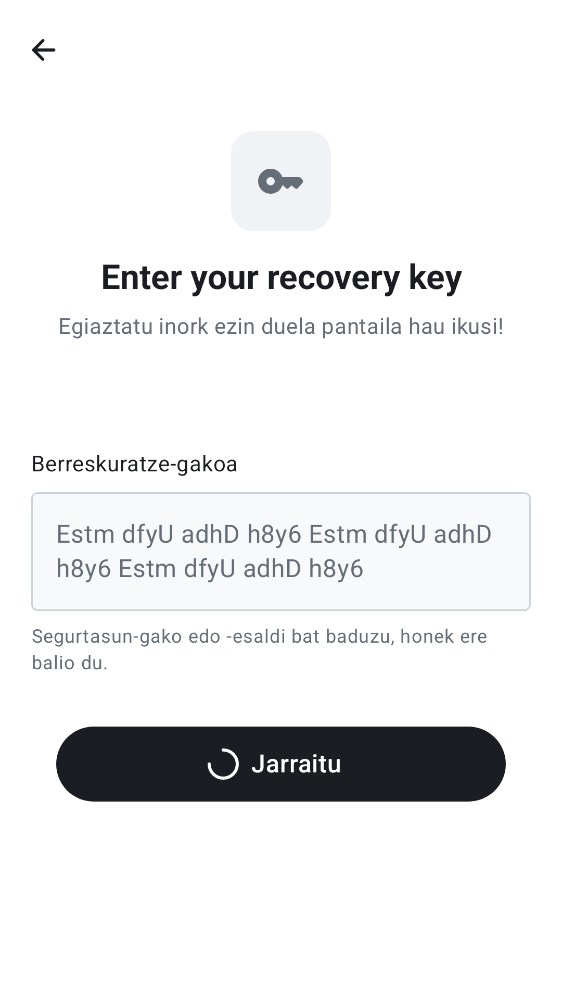 Enter your recovery key
Egiaztatu inork ezin duela pantaila hau ikusi!
Berreskuratze-gakoa
Estm dfyU adhD h8y6 Estm dfyU adhD
h8y6 Estm dfyU adhD h8y6
Segurtasun-gako edo -esaldi bat baduzu, honek ere
balio du.
Jarraitu